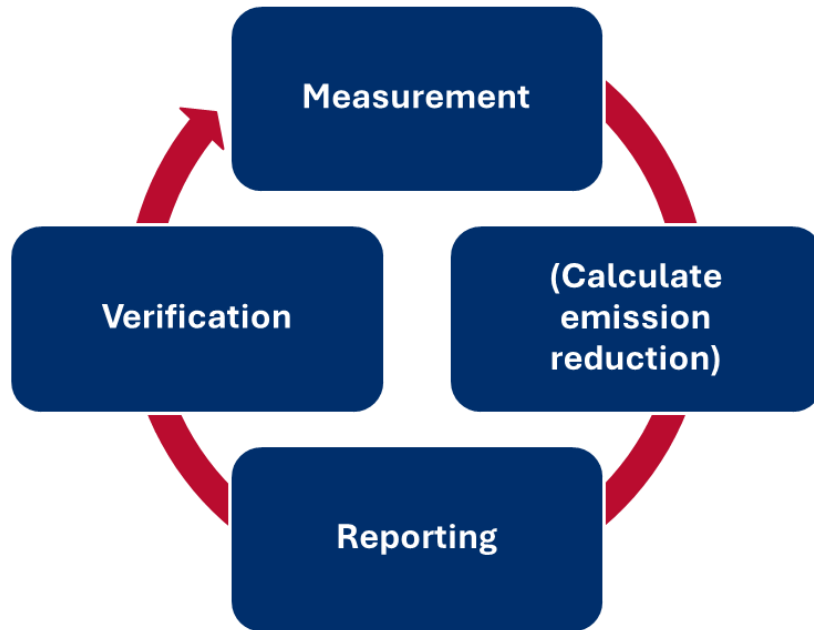 Measurement
(Calculate
emission
reduction)
Verification
Reporting